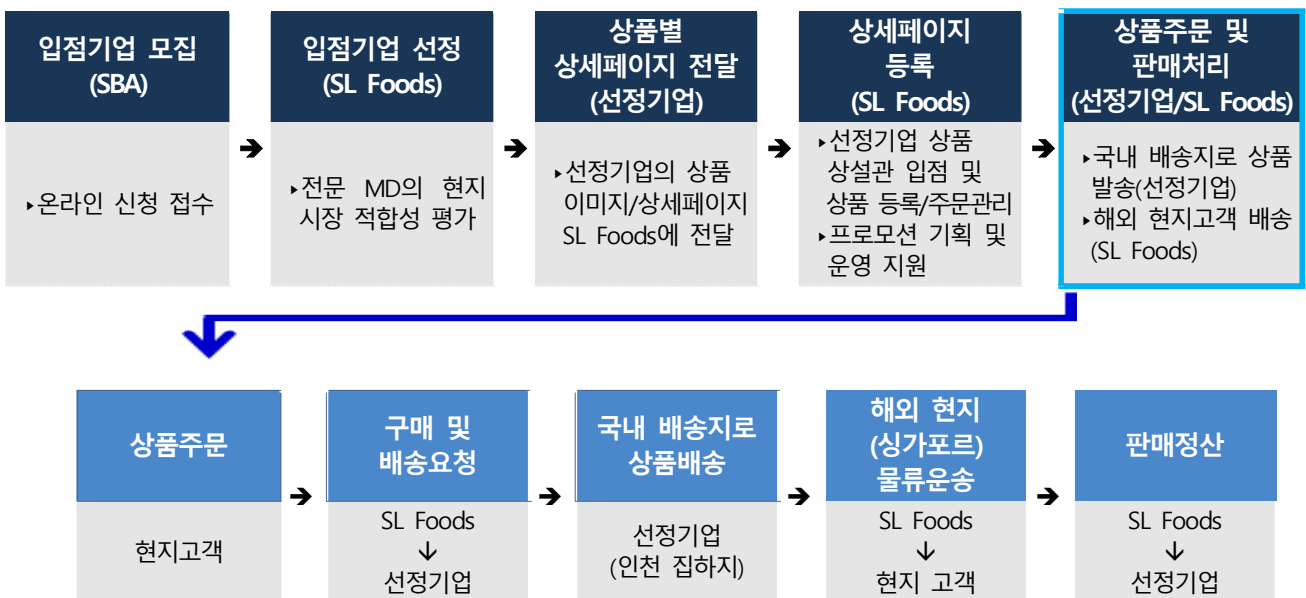 입점기업 모집
(SBA)
▸온라인 신청 접수
➔
입점기업 선정
(SL Foods)
▸전문 MD의 현지
시장 적합성 평가
➔
상품별
상세페이지 전달
(선정기업)
▸선정기업의 상품
이미지/상세페이지
SL Foods에 전달
➔
상세페이지
등록
(SL Foods)
▸선정기업 상품
상설관 입점 및
상품 등록/주문관리
▸프로모션 기획 및
운영 지원
➔
상품주문 및
판매처리
(선정기업/SL Foods)
▸국내 배송지로 상품
발송(선정기업)
▸해외 현지고객 배송
(SL Foods)
상품주문
현지고객
➔
구매 및
배송요청
SL Foods
↓
선정기업
➔
국내 배송지로
상품배송
선정기업
(인천 집하지)
➔
해외 현지
(싱가포르)
물류운송
SL Foods
↓
현지 고객
➔
판매정산
SL Foods
↓
선정기업